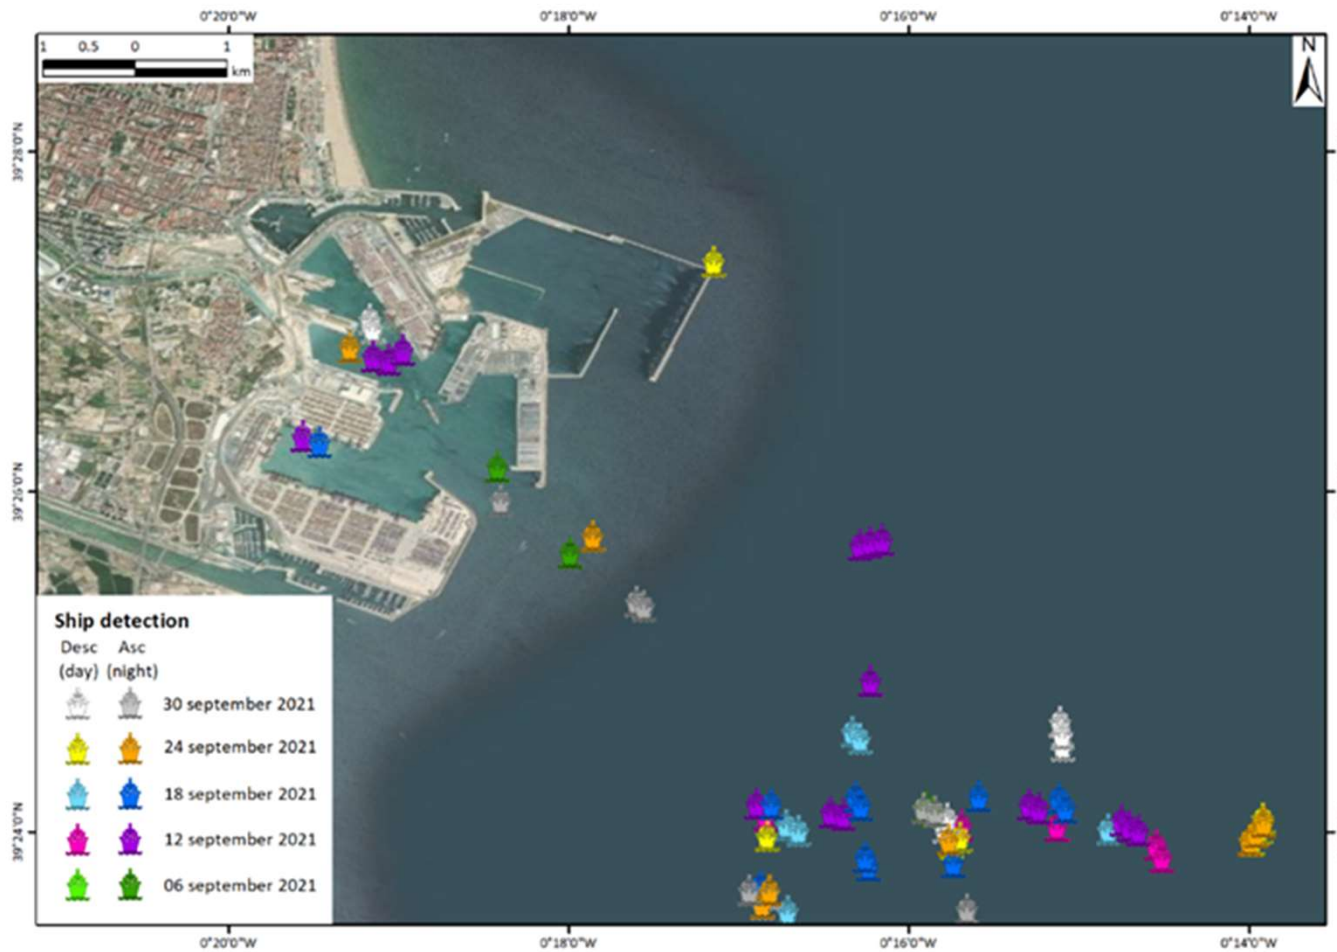 0°20'0"W 0°18'0"W 0°16'0"W 0°14'0"W
1 0.5 0 1
km
N
39°28'0"N
39°26'0"N
39°24'0"N
Ship detection
Desc Asc
(day) (night)
30 september 2021
24 september 2021
18 september 2021
12 september 2021
06 september 2021
0°20'0"W 0°18'0"W 0°16'0"W 0°14'0"W